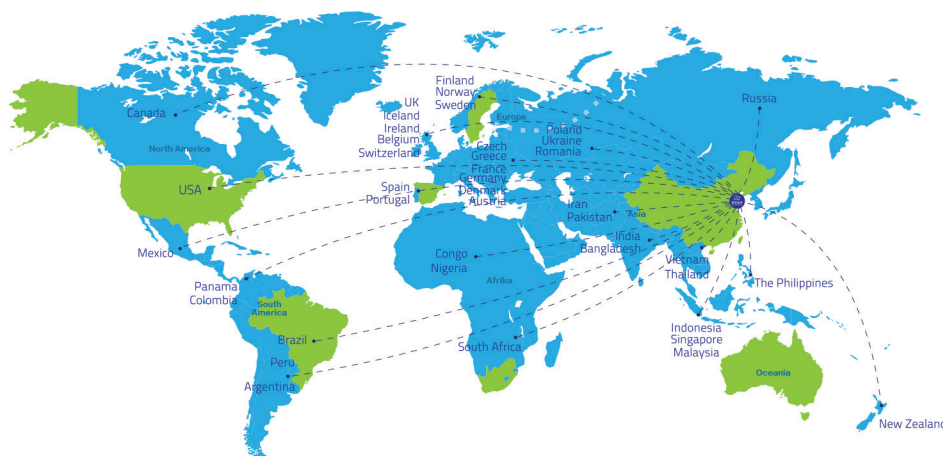 Finland
Norway
Sweden
Russia
Canada
UK
Iceland
Ireland
Belgium
Switzerland
Europe
Poland
Ukraine
Romania
North America
Czech
Greece
France
Germany
Denmark
Austria
USA
Spain
Portugal
Iran
Pakistan
Asia
India
Bangladesh
Mexico
Congo
Nigeria
Vietnam
Thailand
Afrika
The Philippines
Panama
Colombia
South
America
Brazil
South Africa
Indonesia
Singapore
Malaysia
Peru
Argentina
Oceania
New Zealand